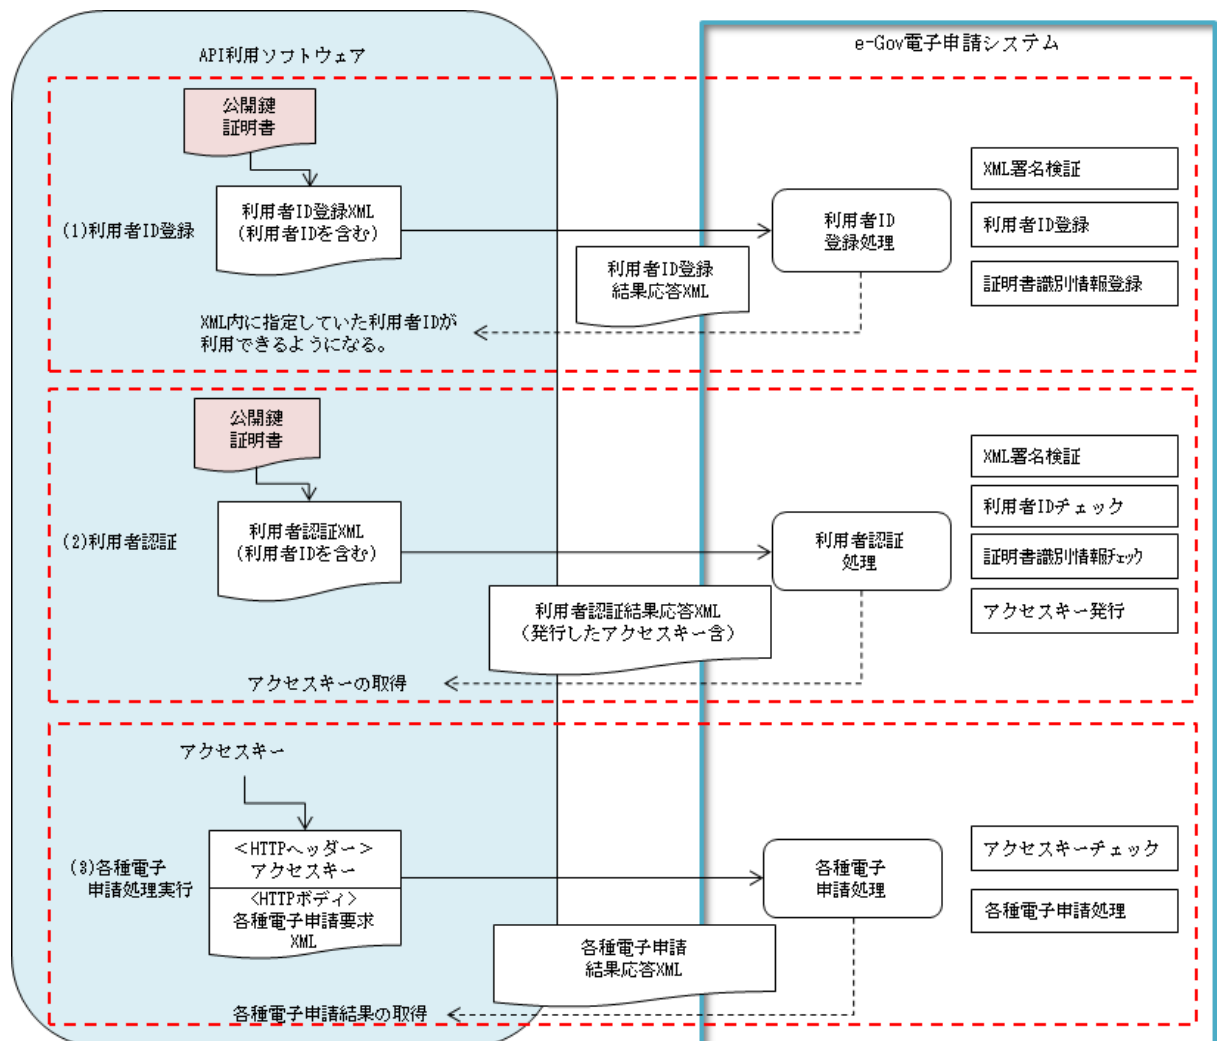 API利用ソフトウェア
e-Gov電子申請システム
公開鍵
証明書
(1)利用者ID登録
利用者ID登録XML
(利用者IDを含む)
利用者ID
登録処理
XML署名検証
利用者ID登録
証明書識別情報登録
利用者ID登録
結果応答XML
XML内に指定していた利用者IDが
利用できるようになる。
公開鍵
証明書
(2)利用者認証
利用者認証XML
(利用者IDを含む)
利用者認証
処理
XML署名検証
利用者IDチェック
証明書識別情報ﾁｪｯｸ
アクセスキー発行
利用者認証結果応答XML
(発行したアクセスキー含)
アクセスキーの取得
アクセスキー
(3)各種電子
申請処理実行
<HTTPヘッダー>
アクセスキー
<HTTPボディ>
各種電子申請要求
XML
各種電子
申請処理
アクセスキーチェック
各種電子申請処理
各種電子申請
結果応答XML
各種電子申請結果の取得